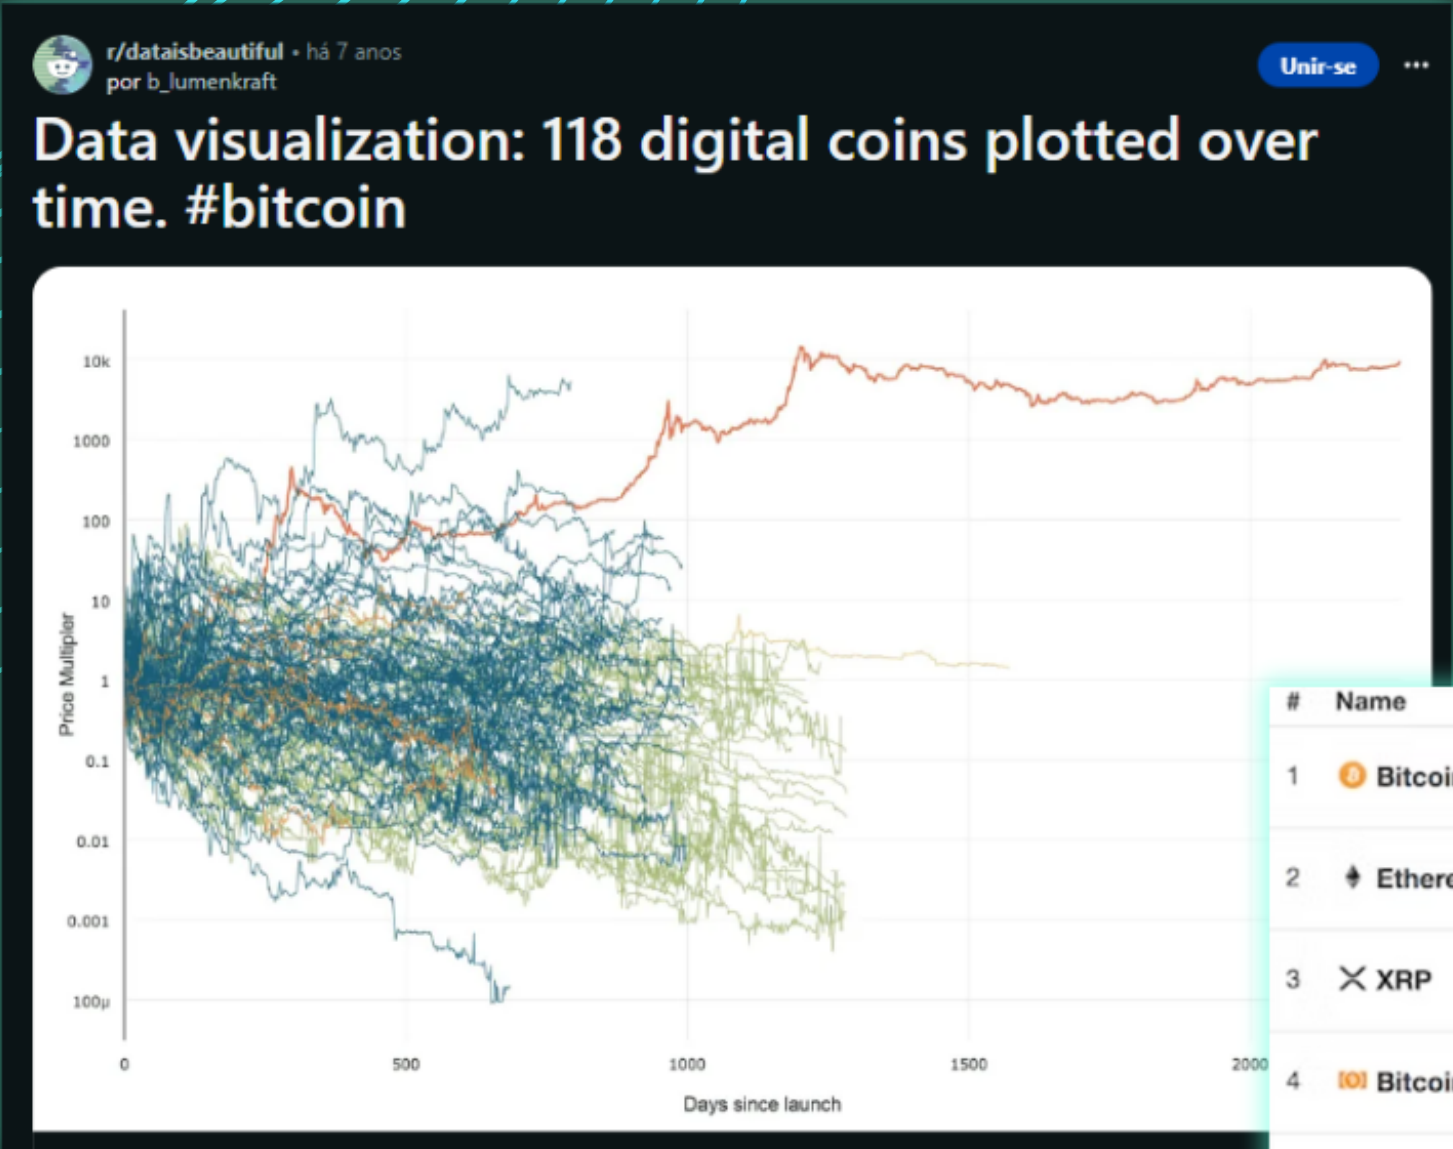 r/dataisbeautiful • há 7 anos
por b_lumenkraft
Unir-se
Data visualization: 118 digital coins plotted over
time. #bitcoin
10k
1000
100
10
1
0.1
0.01
0.001
100µ
Price Multipler
0
500
1000
1500
2000
Days since launch
# Name
1 Bitcoi
2 Ethere
3 XRP
4 Bitcoi